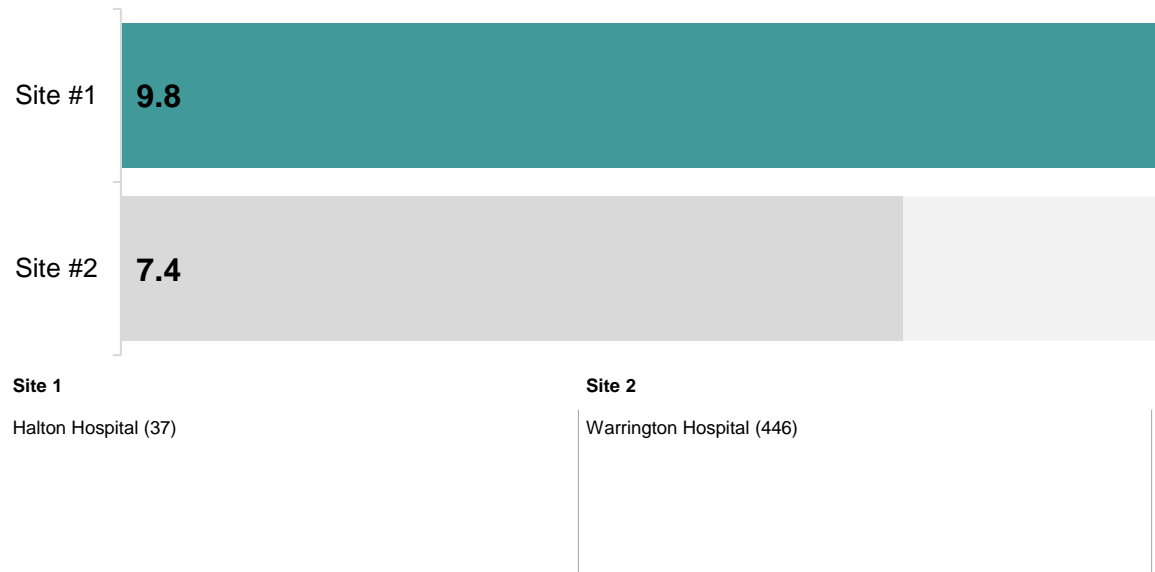 Site #1 9.8
Site #2 7.4
Site 1 Site 2
Halton Hospital (37) Warrington Hospital (446)